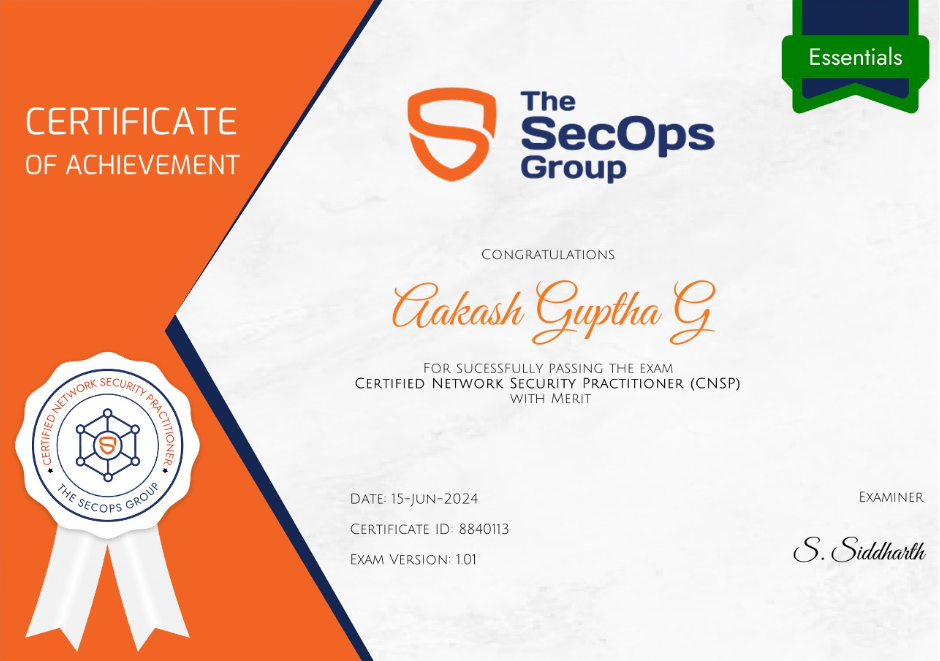 CERTIFICATE
OF ACHIEVEMENT
Essentials
The
SecOps
Group
Congratulations
Aakash Guptha G
For sucessfully passing the exam
Certified Network Security Practitioner (CNSP)
with Merit
CERTIFIED NETWORK SECURITY PRACTITIONER
THE SECOPS GROUP
Date: 15-Jun-2024
Certificate ID: 8840113
Exam Version: 1.01
Examiner
S. Siddharth